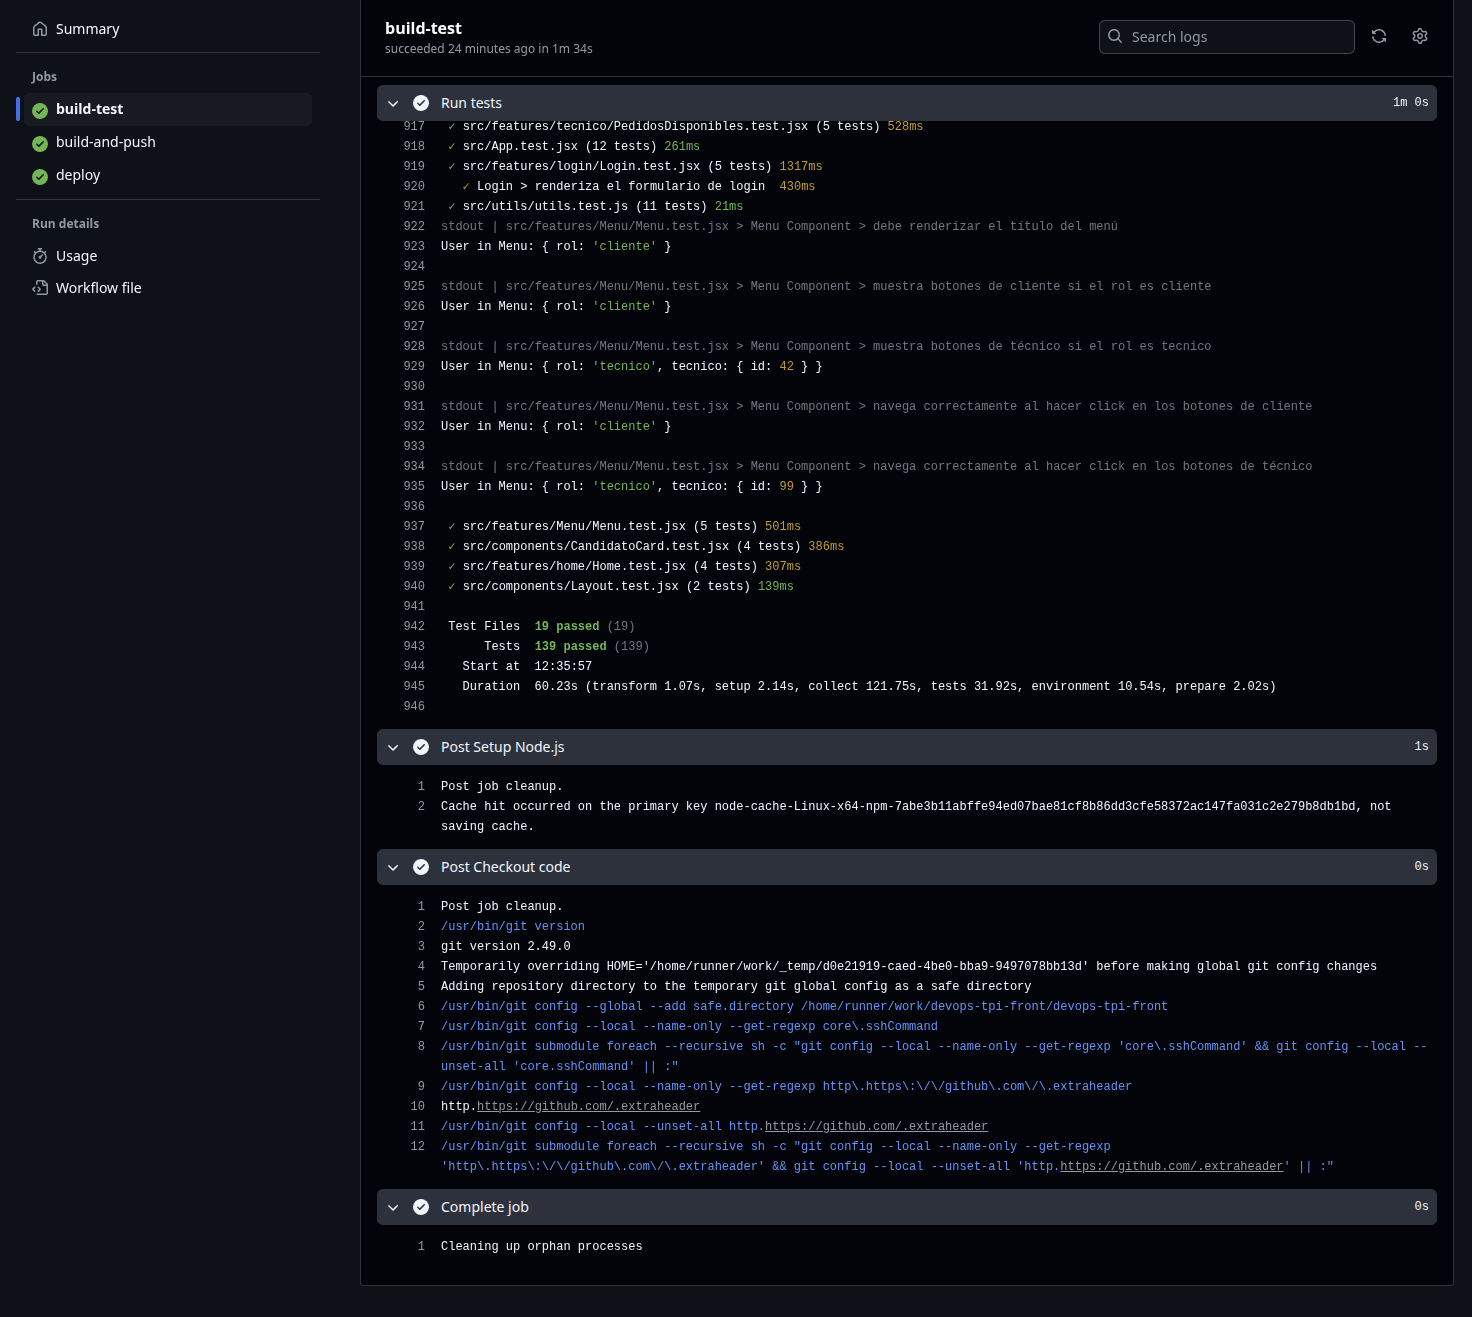 Summary
Jobs
build-test
build-and-push
deploy
Run details
Usage
Workflow file
build-test
succeeded 24 minutes ago in 1m 34s
Search logs
Run tests 1m 0s
917 ✓ src/features/tecnico/PedidosDisponibles.test.jsx (5 tests) 528ms
918 ✓ src/App.test.jsx (12 tests) 261ms
919 ✓ src/features/login/Login.test.jsx (5 tests) 1317ms
920 ✓ Login > renderiza el formulario de login 430ms
921 ✓ src/utils/utils.test.js (11 tests) 21ms
922 stdout | src/features/Menu/Menu.test.jsx > Menu Component > debe renderizar el título del menú
923 User in Menu: { rol: 'cliente' }
924
925 stdout | src/features/Menu/Menu.test.jsx > Menu Component > muestra botones de cliente si el rol es cliente
926 User in Menu: { rol: 'cliente' }
927
928 stdout | src/features/Menu/Menu.test.jsx > Menu Component > muestra botones de técnico si el rol es tecnico
929 User in Menu: { rol: 'tecnico', tecnico: { id: 42 } }
930
931 stdout | src/features/Menu/Menu.test.jsx > Menu Component > navega correctamente al hacer click en los botones de cliente
932 User in Menu: { rol: 'cliente' }
933
934 stdout | src/features/Menu/Menu.test.jsx > Menu Component > navega correctamente al hacer click en los botones de técnico
935 User in Menu: { rol: 'tecnico', tecnico: { id: 99 } }
936
937 ✓ src/features/Menu/Menu.test.jsx (5 tests) 501ms
938 ✓ src/components/CandidatoCard.test.jsx (4 tests) 386ms
939 ✓ src/features/home/Home.test.jsx (4 tests) 307ms
940 ✓ src/components/Layout.test.jsx (2 tests) 139ms
941
942 Test Files 19 passed (19)
943 Tests 139 passed (139)
944 Start at 12:35:57
945 Duration 60.23s (transform 1.07s, setup 2.14s, collect 121.75s, tests 31.92s, environment 10.54s, prepare 2.02s)
946
Post Setup Node.js 1s
1 Post job cleanup.
2 Cache hit occurred on the primary key node-cache-Linux-x64-npm-7abe3b11abffe94ed07bae81cf8b86dd3cfe58372ac147fa031c2e279b8db1bd, not
saving cache.
Post Checkout code 0s
1 Post job cleanup.
2 /usr/bin/git version
3 git version 2.49.0
4 Temporarily overriding HOME='/home/runner/work/_temp/d0e21919-caed-4be0-bba9-9497078bb13d' before making global git config changes
5 Adding repository directory to the temporary git global config as a safe directory
6 /usr/bin/git config --global --add safe.directory /home/runner/work/devops-tpi-front/devops-tpi-front
7 /usr/bin/git config --local --name-only --get-regexp core\.sshCommand
8 /usr/bin/git submodule foreach --recursive sh -c "git config --local --name-only --get-regexp 'core\.sshCommand' && git config --local --
unset-all 'core.sshCommand' || :"
9 /usr/bin/git config --local --name-only --get-regexp http\.https\:\/\/github\.com\/\.extraheader
10 http.https://github.com/.extraheader
11 /usr/bin/git config --local --unset-all http.https://github.com/.extraheader
12 /usr/bin/git submodule foreach --recursive sh -c "git config --local --name-only --get-regexp
'http\.https\:\/\/github\.com\/\.extraheader' && git config --local --unset-all 'http.https://github.com/.extraheader' || :"
Complete job 0s
1 Cleaning up orphan processes